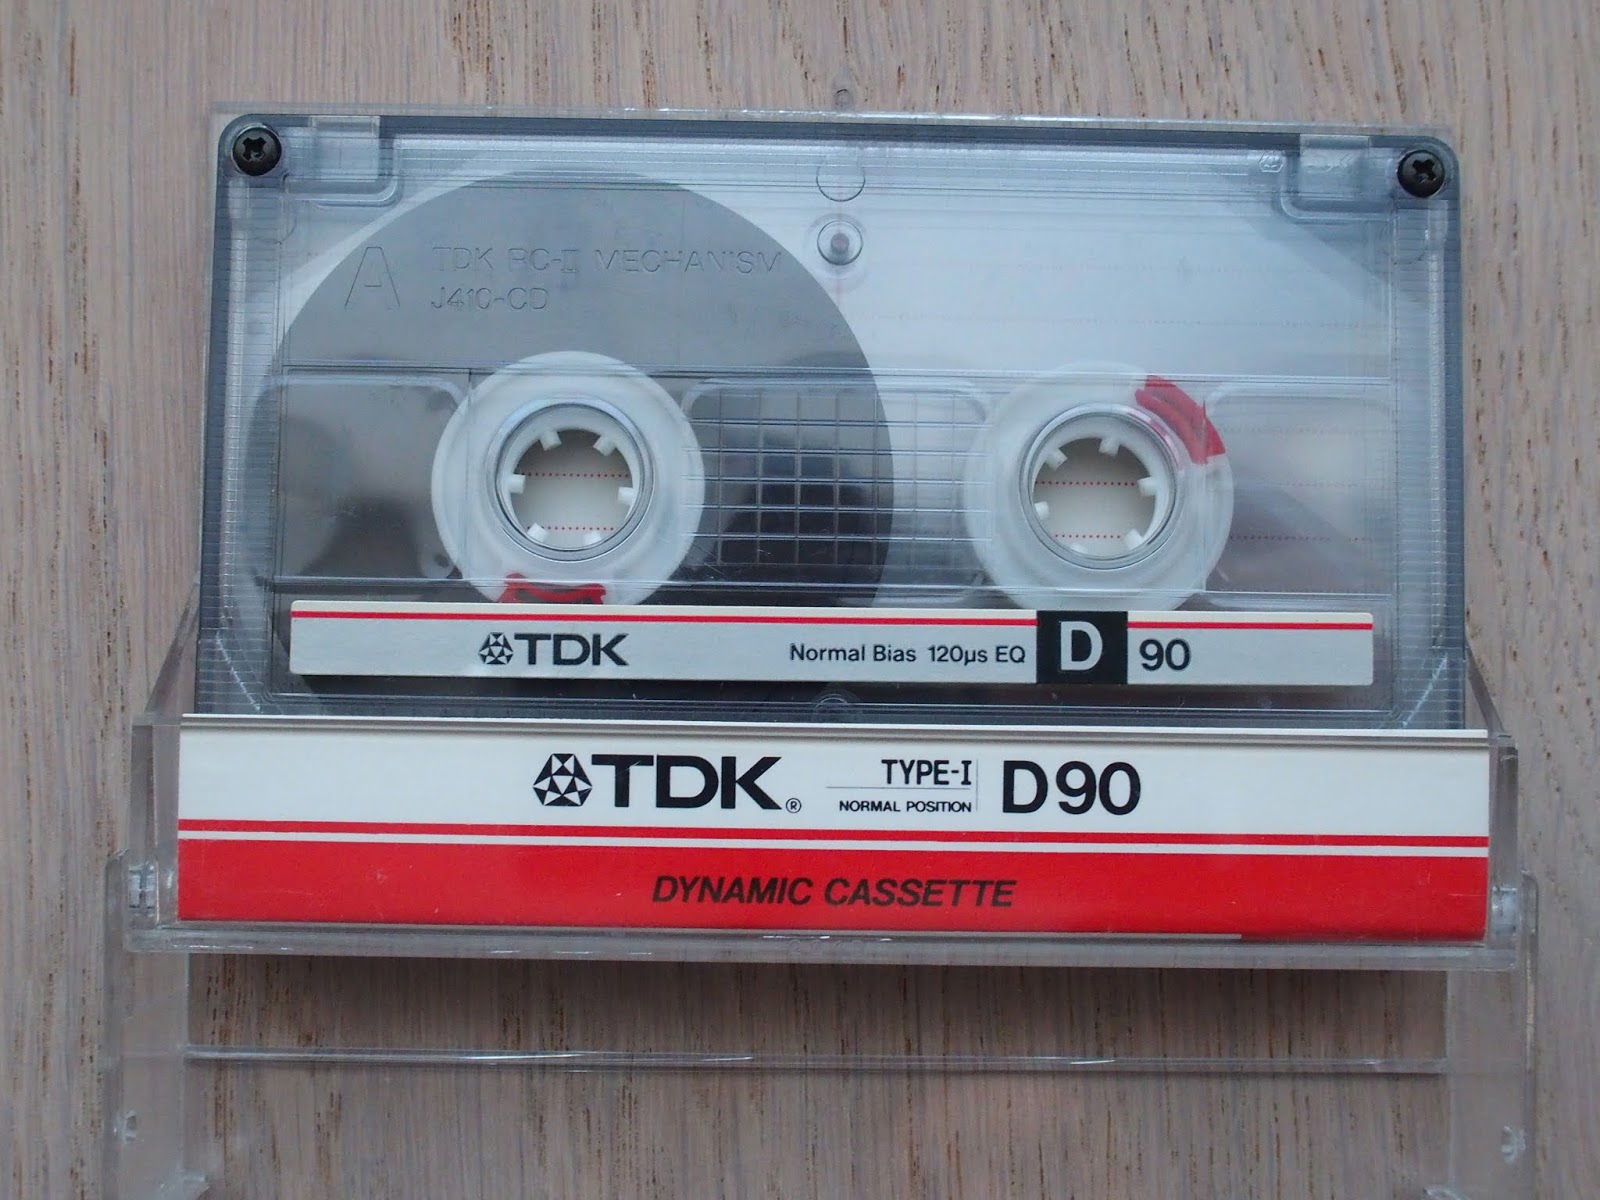 A TDK RC-II MECHANISM
J410-CD
TDK Normal Bias 120µs EQ D 90
TDK® TYPE-I D90
NORMAL POSITION
DYNAMIC CASSETTE